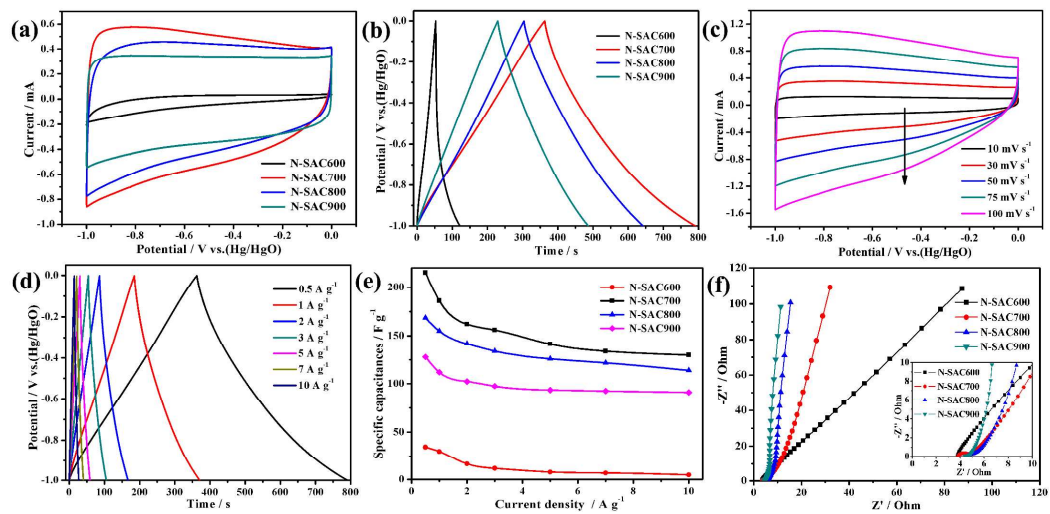 (a)
0.6
0.4
0.2
0.0
-0.2
-0.4
-0.6
-0.8
-1.0
Current / mA
N-SAC600
N-SAC700
N-SAC800
N-SAC900
-1.0 -0.8 -0.6 -0.4 -0.2 0.0
Potential / V vs.(Hg/HgO)
(b)
0.0
-0.2
-0.4
-0.6
-0.8
-1.0
Potential / V vs.(Hg/HgO)
N-SAC600
N-SAC700
N-SAC800
N-SAC900
0 100 200 300 400 500 600 700 800
Time / s
(c)
1.2
0.8
0.4
0.0
-0.4
-0.8
-1.2
-1.6
Current / mA
10 mV s⁻¹
30 mV s⁻¹
50 mV s⁻¹
75 mV s⁻¹
100 mV s⁻¹
-1.0 -0.8 -0.6 -0.4 -0.2 0.0
Potential / V vs.(Hg/HgO)
(d)
0.0
-0.2
-0.4
-0.6
-0.8
-1.0
Potential / V vs.(Hg/HgO)
0.5 A g⁻¹
1 A g⁻¹
2 A g⁻¹
3 A g⁻¹
5 A g⁻¹
7 A g⁻¹
10 A g⁻¹
0 100 200 300 400 500 600 700 800
Time / s
(e)
200
150
100
50
0
Specific capacitances / F g⁻¹
N-SAC600
N-SAC700
N-SAC800
N-SAC900
0 2 4 6 8 10
Current density / A g⁻¹
(f)
120
100
80
60
40
20
0
-Z'' / Ohm
N-SAC600
N-SAC700
N-SAC800
N-SAC900
10
8
6
4
2
0
-Z'' / Ohm
N-SAC600
N-SAC700
N-SAC800
N-SAC900
0 2 4 6 8 10
Z' / Ohm
0 20 40 60 80 100 120
Z' / Ohm